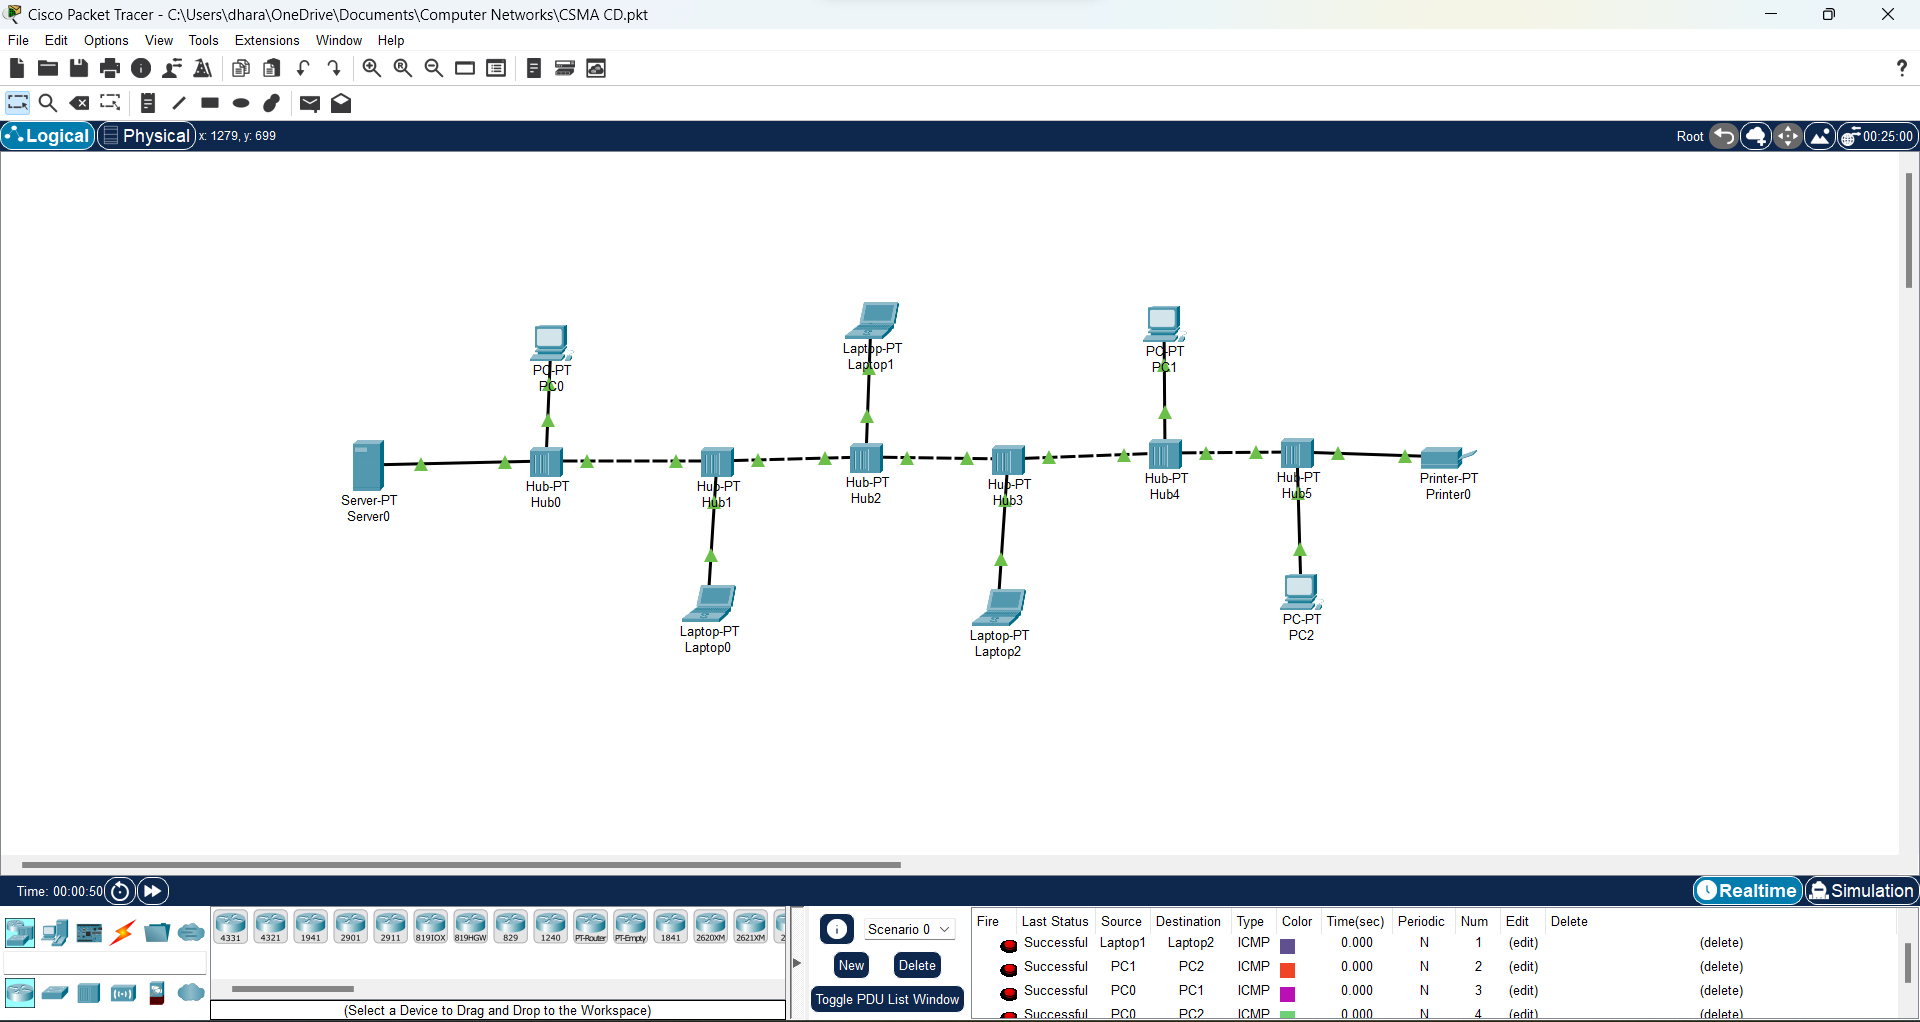 Cisco Packet Tracer - C:\Users\dhara\OneDrive\Documents\Computer Networks\CSMA CD.pkt
File Edit Options View Tools Extensions Window Help
?
Logical Physical x: 1279, y: 699 Root 00:25:00
Laptop-PT
Laptop1
PC-PT
PC1
PC-PT
PC0
Server-PT
Server0
Hub-PT
Hub0
Hub-PT
Hub1
Hub-PT
Hub2
Hub-PT
Hub3
Hub-PT
Hub4
Hub-PT
Hub5
Printer-PT
Printer0
Laptop-PT
Laptop0
Laptop-PT
Laptop2
PC-PT
PC2
Time: 00:00:50 Realtime Simulation
4331 4321 1941 2901 2911 819IOX 819HGW 829 1240 PT-Router PT-Empty 1841 2620XM 2621XM 2
(Select a Device to Drag and Drop to the Workspace)
Scenario 0
New Delete
Toggle PDU List Window
Fire Last Status Source Destination Type Color Time(sec) Periodic Num Edit Delete
Successful Laptop1 Laptop2 ICMP 0.000 N 1 (edit) (delete)
Successful PC1 PC2 ICMP 0.000 N 2 (edit) (delete)
Successful PC0 PC1 ICMP 0.000 N 3 (edit) (delete)
Successful PC0 PC2 ICMP 0.000 N 4 (edit) (delete)